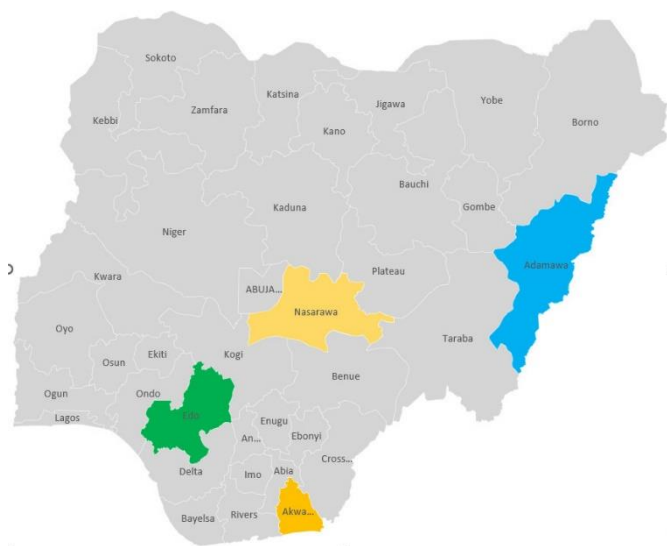 Sokoto
Katsina
Jigawa
Yobe
Zamfara
Kebbi
Kano
Borno
Bauchi
Gombe
Kaduna
Niger
Adamawa
Plateau
Kwara
ABUJA...
Nasarawa
Oyo
Taraba
Osun
Ekiti
Kogi
Benue
Ogun
Ondo
Lagos
Edo
Enugu
An...
Ebonyi
Cross...
Delta
Imo
Abia
Bayelsa
Rivers
Akwa...